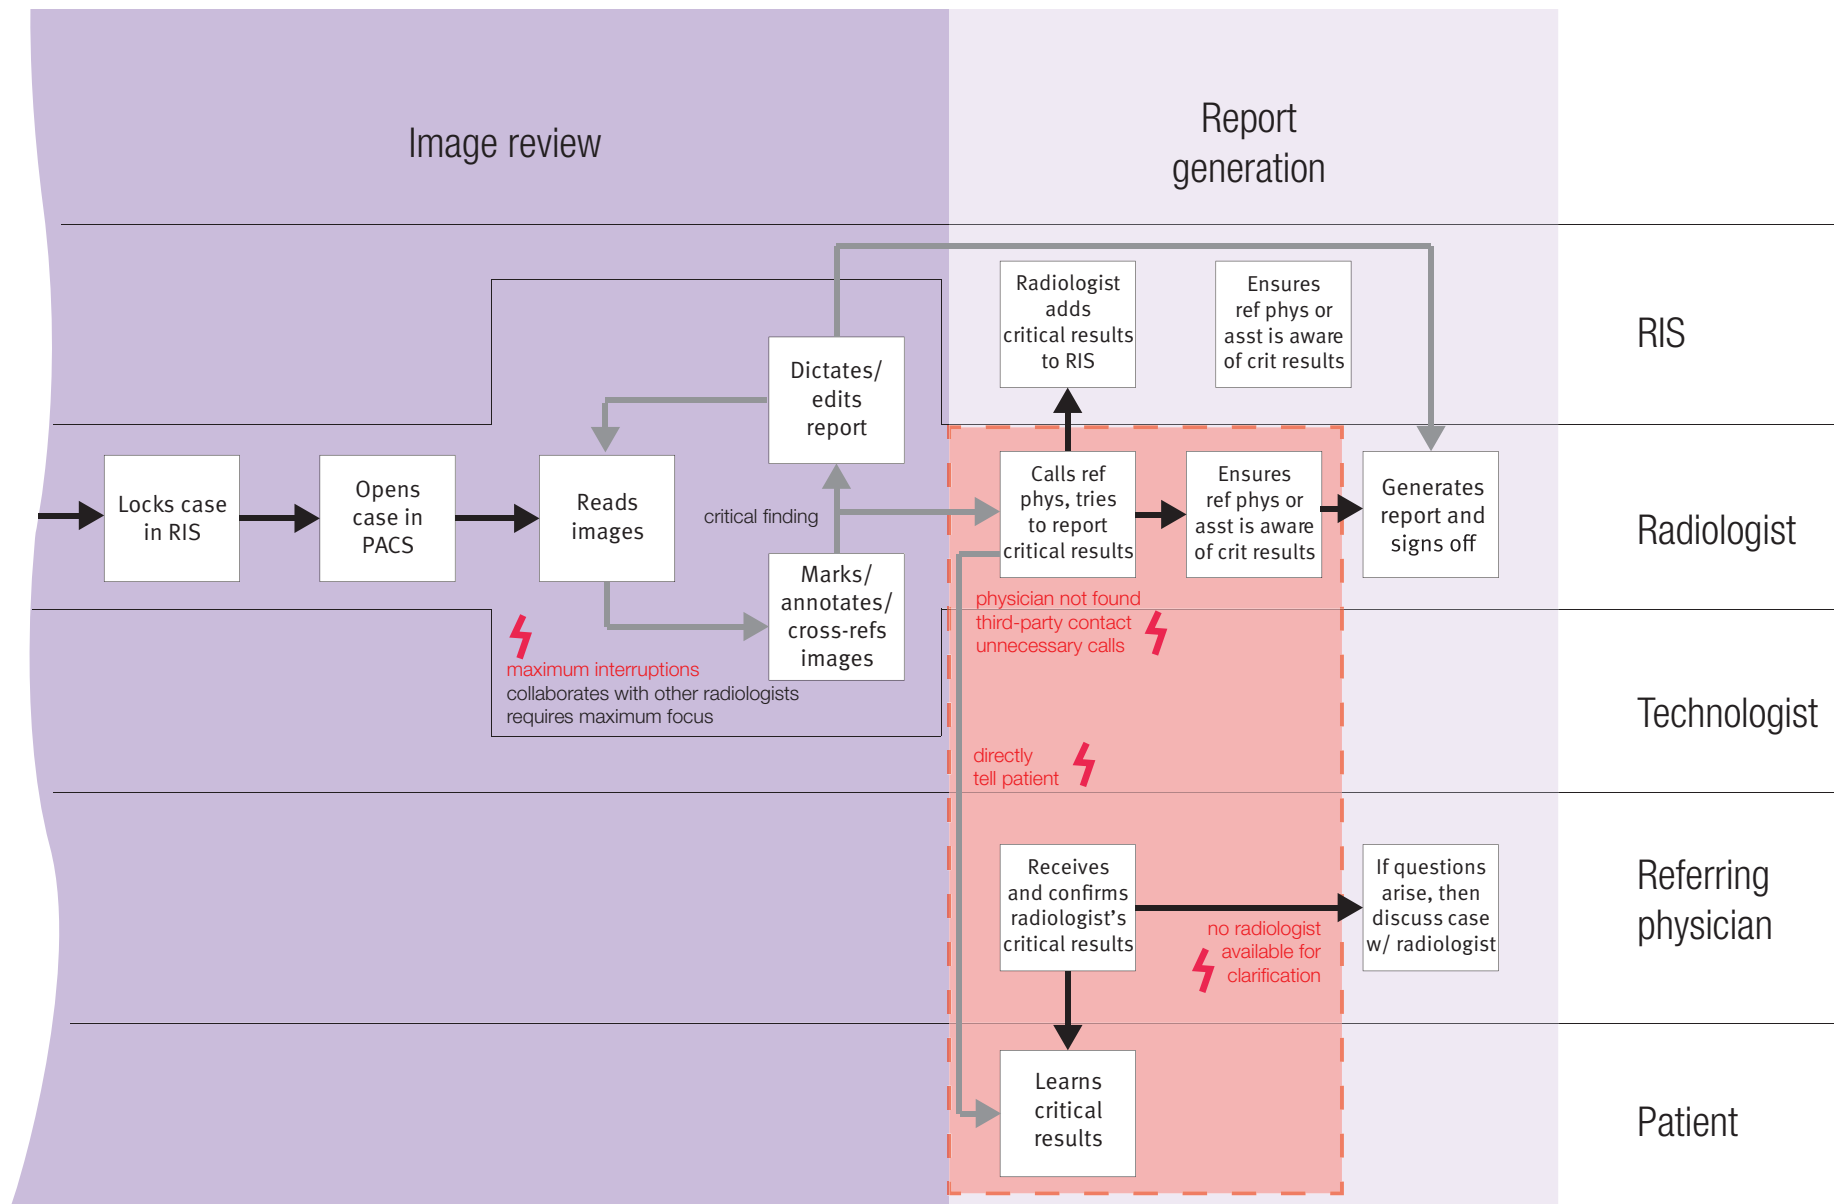 Image review
Report
generation
RIS
Radiologist
adds
critical results
to RIS
Ensures
ref phys or
asst is aware
of crit results
Dictates/
edits
report
Radiologist
Locks case
in RIS
Opens
case in
PACS
Reads
images
critical finding
Marks/
annotates/
cross-refs
images
Calls ref
phys, tries
to report
critical results
Ensures
ref phys or
asst is aware
of crit results
Generates
report and
signs off
maximum interruptions
collaborates with other radiologists
requires maximum focus
physician not found
third-party contact
unnecessary calls
Technologist
directly
tell patient
Referring
physician
Receives
and confirms
radiologist's
critical results
no radiologist
available for
clarification
If questions
arise, then
discuss case
w/ radiologist
Patient
Learns
critical
results